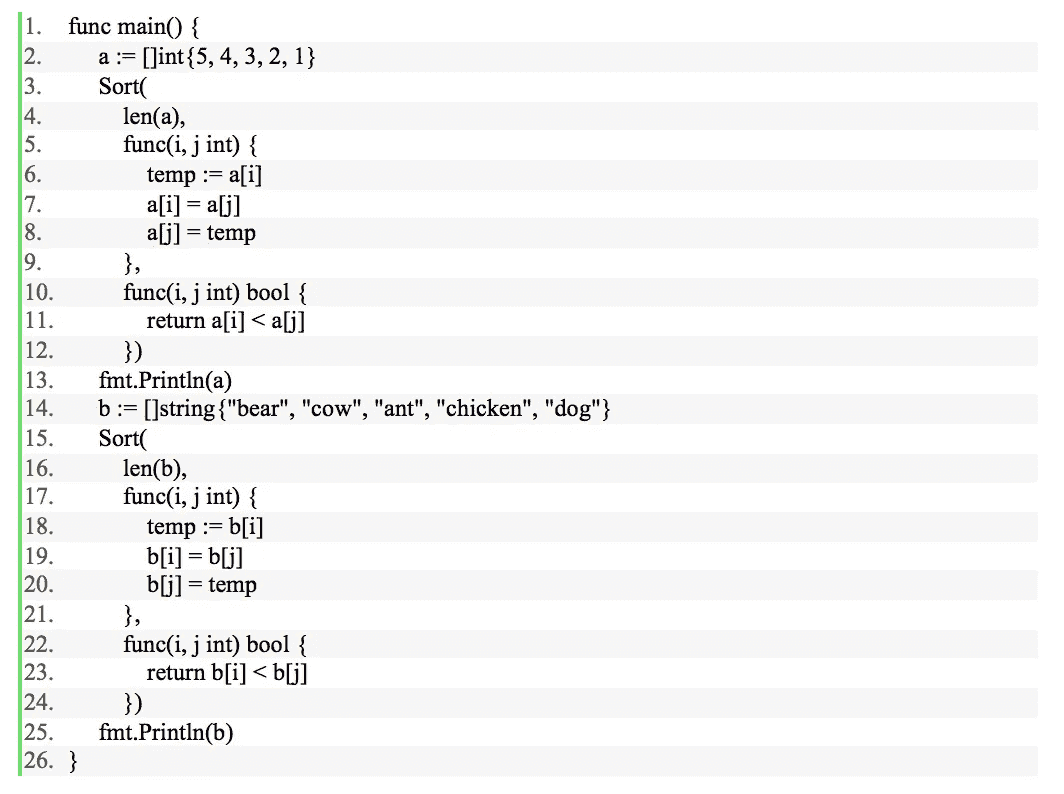 1. func main() {
2. a := []int{5, 4, 3, 2, 1}
3. Sort(
4. len(a),
5. func(i, j int) {
6. temp := a[i]
7. a[i] = a[j]
8. a[j] = temp
9. },
10. func(i, j int) bool {
11. return a[i] < a[j]
12. })
13. fmt.Println(a)
14. b := []string{"bear", "cow", "ant", "chicken", "dog"}
15. Sort(
16. len(b),
17. func(i, j int) {
18. temp := b[i]
19. b[i] = b[j]
20. b[j] = temp
21. },
22. func(i, j int) bool {
23. return b[i] < b[j]
24. })
25. fmt.Println(b)
26. }